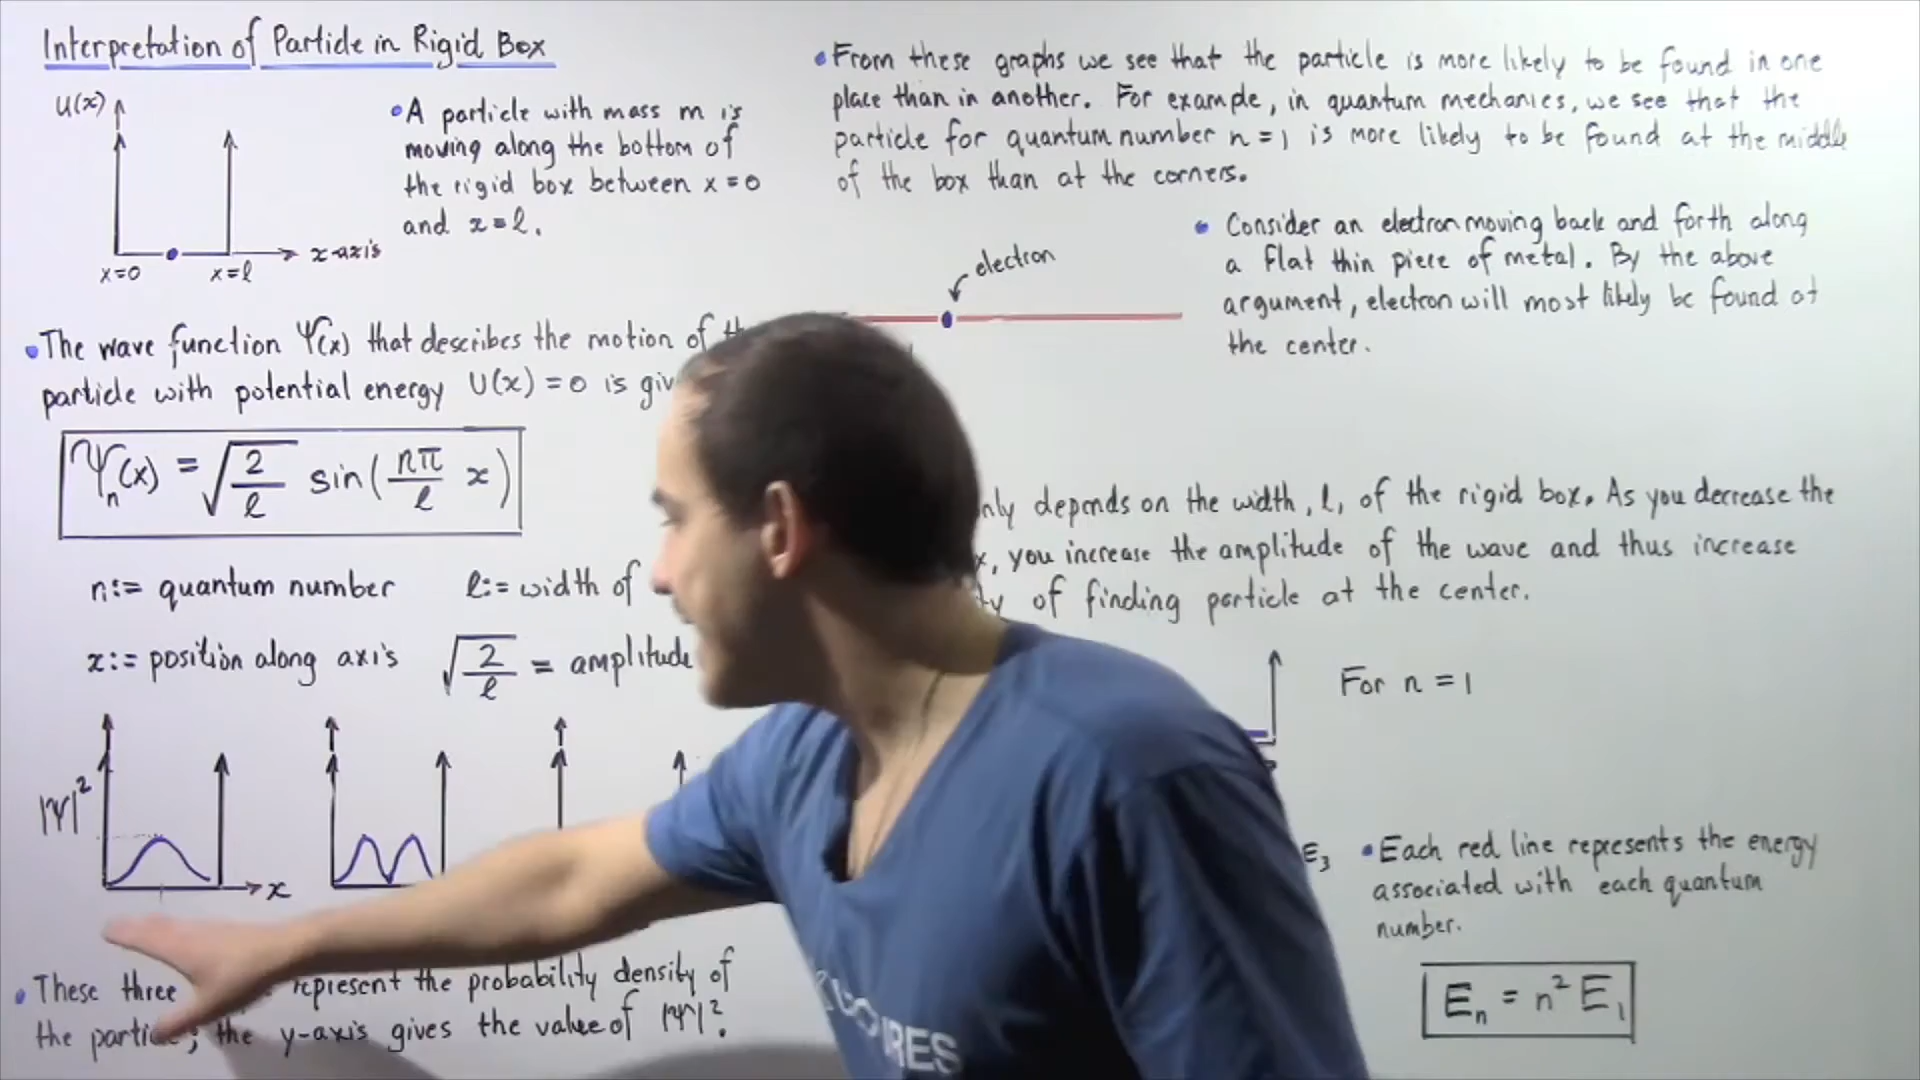 Interpretation of Particle in Rigid Box
U(x)
x-axis
x=0
x=l
• A particle with mass m is
moving along the bottom of
the rigid box between x=0
and x=l.
• The wave function Ψ(x) that describes the motion of
particle with potential energy U(x)=0 is
Ψn(x) = √(2/l) sin(nπ/l x)
n:= quantum number
l:= width of
x:= position along axis
√(2/l) = amplitude
|Ψ|²
x
• These three represent the probability density of
the particle; the y-axis gives the value of |Ψ|².
• From these graphs we see that the particle is more likely to be found in one
place than in another. For example, in quantum mechanics, we see that the
particle for quantum number n=1 is more likely to be found at the middle
of the box than at the corners.
electron
• Consider an electron moving back and forth along
a flat thin piece of metal. By the above
argument, electron will most likely be found at
the center.
depends on the width, l, of the rigid box. As you decrease the
you increase the amplitude of the wave and thus increase
of finding particle at the center.
For n=1
E3
• Each red line represents the energy
associated with each quantum
number.
En = n² E1